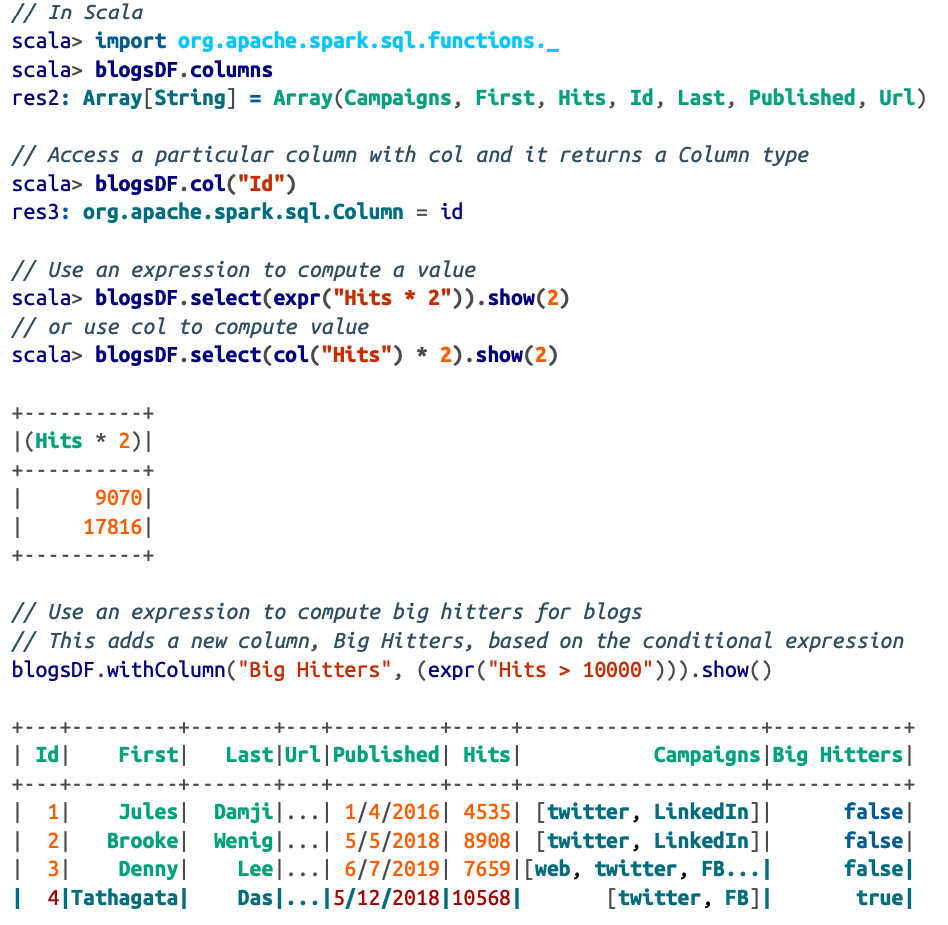 // In Scala
scala> import org.apache.spark.sql.functions._
scala> blogsDF.columns
res2: Array[String] = Array(Campaigns, First, Hits, Id, Last, Published, Url)

// Access a particular column with col and it returns a Column type
scala> blogsDF.col("Id")
res3: org.apache.spark.sql.Column = id

// Use an expression to compute a value
scala> blogsDF.select(expr("Hits * 2")).show(2)
// or use col to compute value
scala> blogsDF.select(col("Hits") * 2).show(2)

+----------+
|(Hits * 2)|
+----------+
|      9070|
|     17816|
+----------+

// Use an expression to compute big hitters for blogs
// This adds a new column, Big Hitters, based on the conditional expression
blogsDF.withColumn("Big Hitters", (expr("Hits > 10000"))).show()

+---+---------+-------+---+---------+-----+--------------------+-----------+
| Id|    First|   Last|Url|Published| Hits|           Campaigns|Big Hitters|
+---+---------+-------+---+---------+-----+--------------------+-----------+
|  1|    Jules|  Damji|...| 1/4/2016| 4535| [twitter, LinkedIn]|      false|
|  2|   Brooke|  Wenig|...| 5/5/2018| 8908| [twitter, LinkedIn]|      false|
|  3|    Denny|    Lee|...| 6/7/2019| 7659|[web, twitter, FB...|      false|
|  4|Tathagata|    Das|...|5/12/2018|10568|       [twitter, FB]|       true|